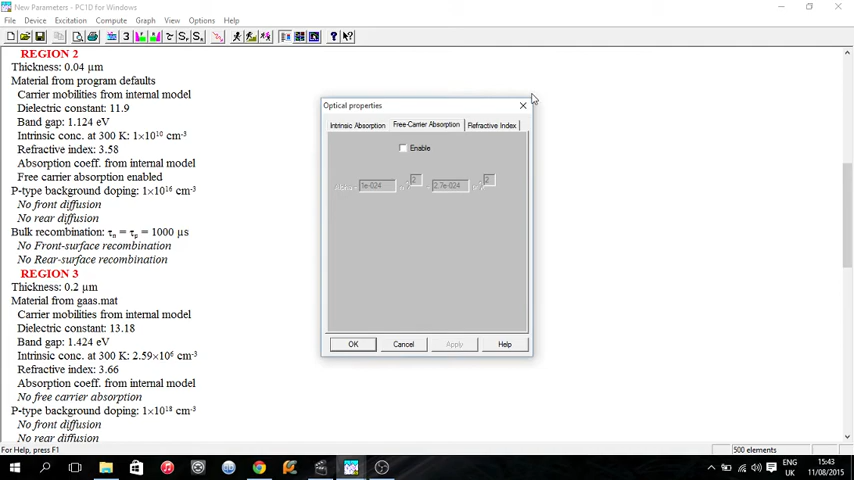 New Parameters - PC1D for Windows
File Device Excitation Compute Graph View Options Help
REGION 2
Thickness: 0.04 µm
Material from program defaults
Carrier mobilities from internal model
Dielectric constant: 11.9
Band gap: 1.124 eV
Intrinsic conc. at 300 K: 1×10¹⁰ cm⁻³
Refractive index: 3.58
Absorption coeff. from internal model
Free carrier absorption enabled
P-type background doping: 1×10¹⁶ cm⁻³
No front diffusion
No rear diffusion
Bulk recombination: τn = τp = 1000 µs
No Front-surface recombination
No Rear-surface recombination
REGION 3
Thickness: 0.2 µm
Material from gaas.mat
Carrier mobilities from internal model
Dielectric constant: 13.18
Band gap: 1.424 eV
Intrinsic conc. at 300 K: 2.59×10⁶ cm⁻³
Refractive index: 3.66
Absorption coeff. from internal model
No free carrier absorption
P-type background doping: 1×10¹⁸ cm⁻³
No front diffusion
No rear diffusion
Optical properties
Intrinsic Absorption Free-Carrier Absorption Refractive Index
Enable
1e-024 2 2.7e-024 2
OK Cancel Apply Help
For Help, press F1
500 elements
ENG
UK
15:43
11/08/2015